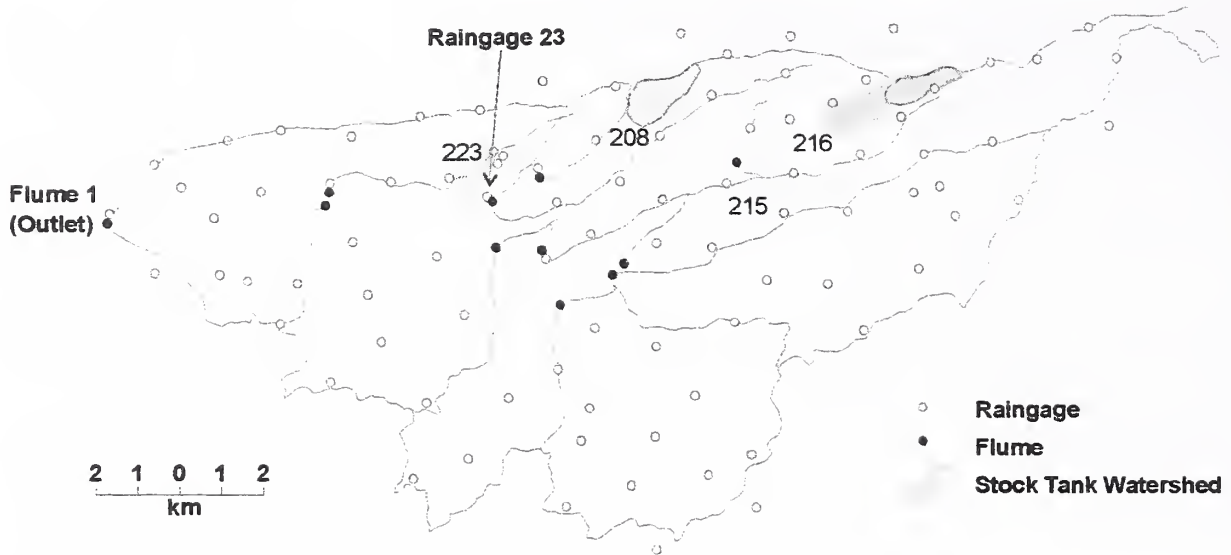 Raingage 23
223
208
216
215
Flume 1
(Outlet)
2 1 0 1 2
km
Raingage
Flume
Stock Tank Watershed